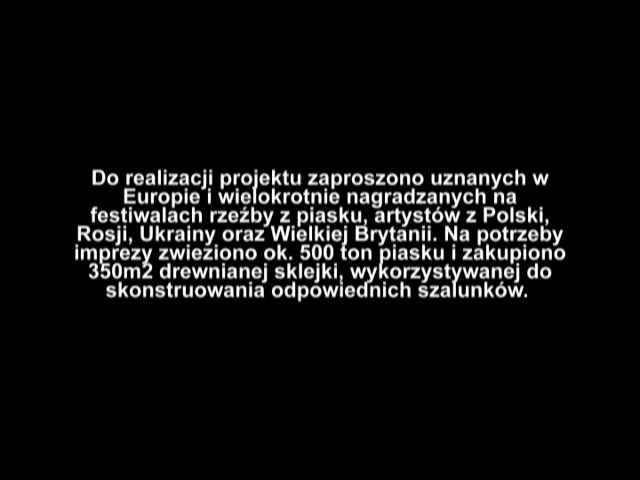 Do realizacji projektu zaproszono uznanych w
Europie i wielokrotnie nagradzanych na
festiwalach rzeźby z piasku, artystów z Polski,
Rosji, Ukrainy oraz Wielkiej Brytanii. Na potrzeby
imprezy zwieziono ok. 500 ton piasku i zakupiono
350m2 drewnianej sklejki, wykorzystywanej do
skonstruowania odpowiednich szalunków.